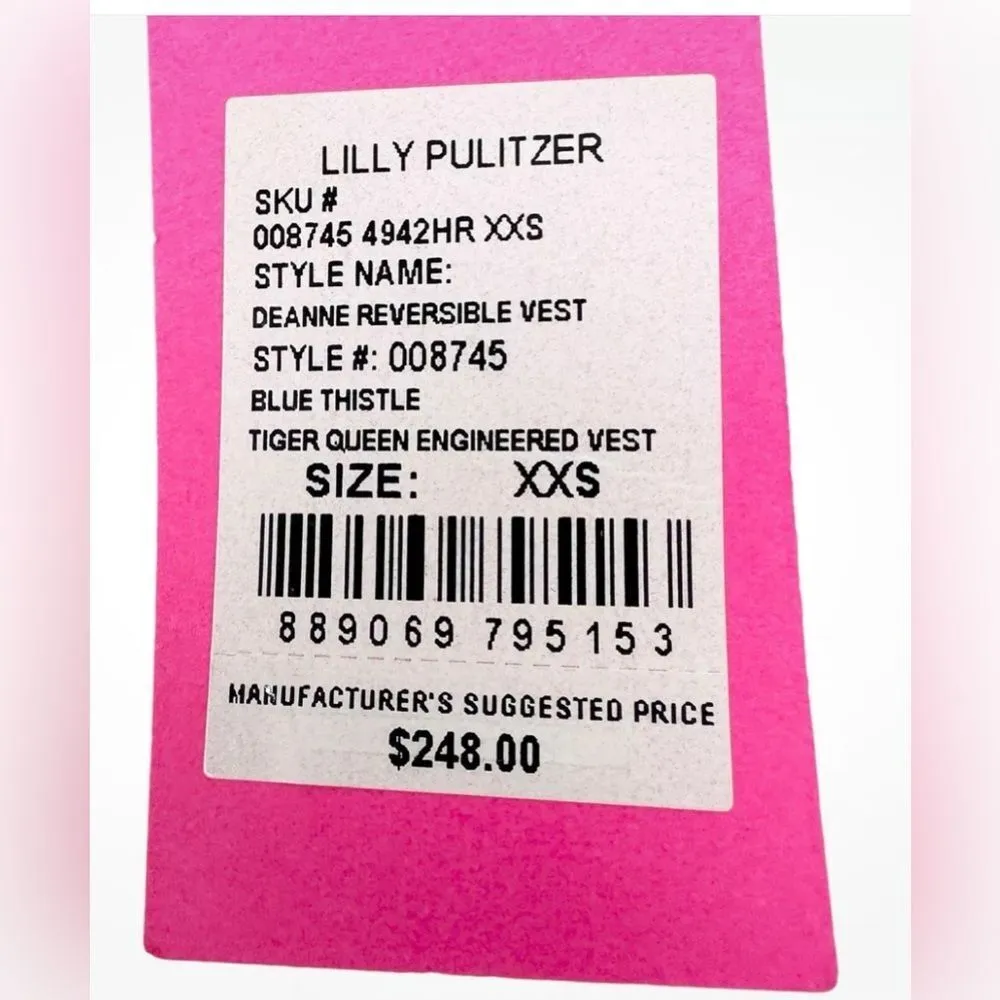 LILLY PULITZER
SKU #
008745 4942HR XXS
STYLE NAME:
DEANNE REVERSIBLE VEST
STYLE #: 008745
BLUE THISTLE
TIGER QUEEN ENGINEERED VEST
SIZE: XXS
889069 795153
MANUFACTURER'S SUGGESTED PRICE
$248.00